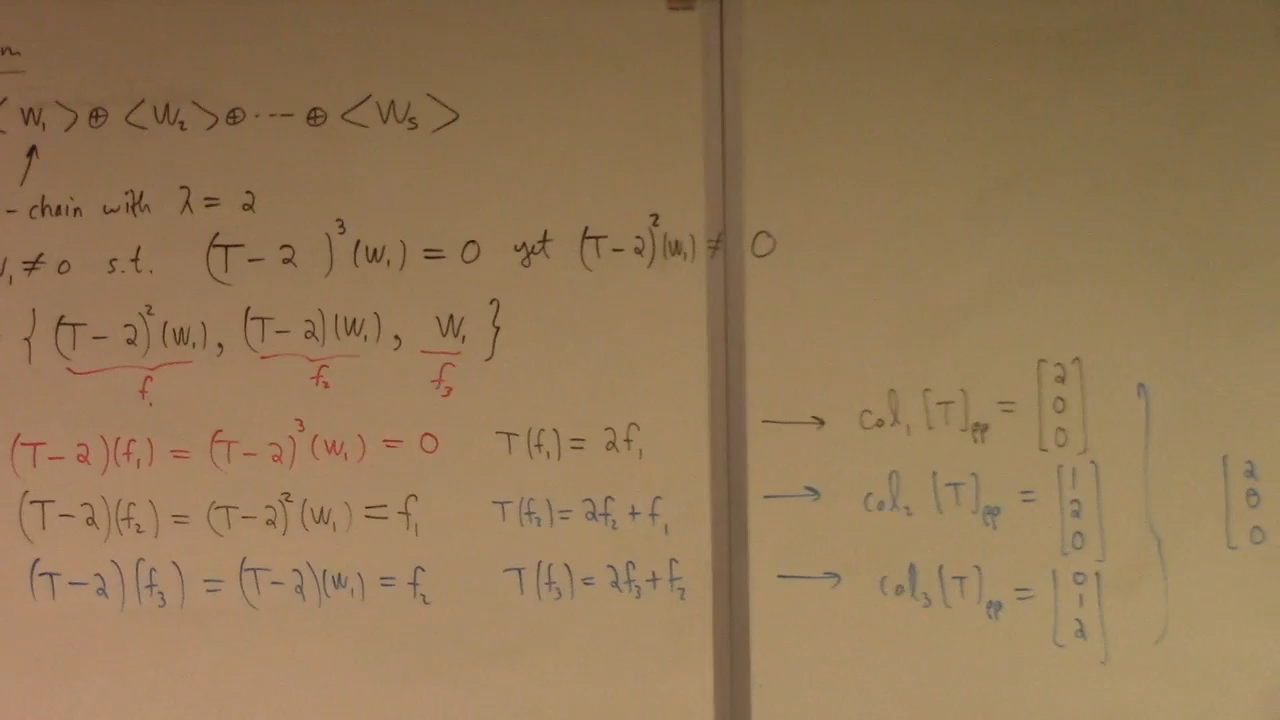 ⟨W₁⟩ ⊕ ⟨W₂⟩ ⊕ ··· ⊕ ⟨Wₛ⟩
↑
- chain with λ = 2
W₁ ≠ 0 s.t. (T-2 )³(W₁) = 0 yet (T-2)²(W₁) ≠ 0
{ (T-2)²(W₁), (T-2)(W₁), W₁ }
f₁ f₂ f₃
(T-2)(f₁) = (T-2)³(W₁) = 0 T(f₁) = 2f₁ → col₁ [T]ᵦᵦ = [2 0 0]
(T-2)(f₂) = (T-2)²(W₁) = f₁ T(f₂) = 2f₂ + f₁ → col₂ [T]ᵦᵦ = [1 2 0] [2 0 0
(T-2)(f₃) = (T-2)(W₁) = f₂ T(f₃) = 2f₃ + f₂ → col₃ [T]ᵦᵦ = [0 1 2]